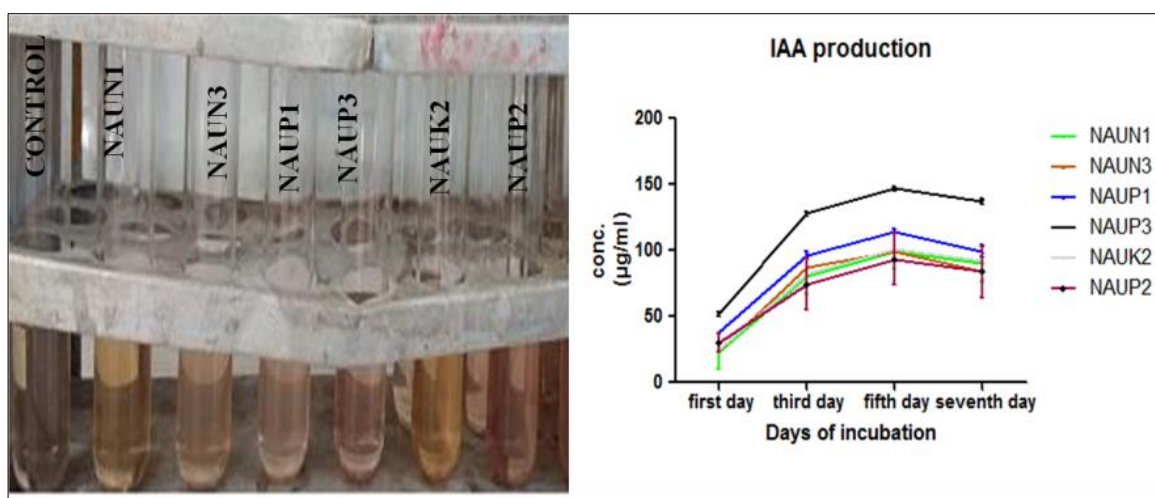 CONTROL
NAUN1
NAUN3
NAUP1
NAUP3
NAUK2
NAUP2
IAA production
conc.
(µg/ml)
200
150
100
50
0
first day third day fifth day seventh day
Days of incubation
NAUN1
NAUN3
NAUP1
NAUP3
NAUK2
NAUP2